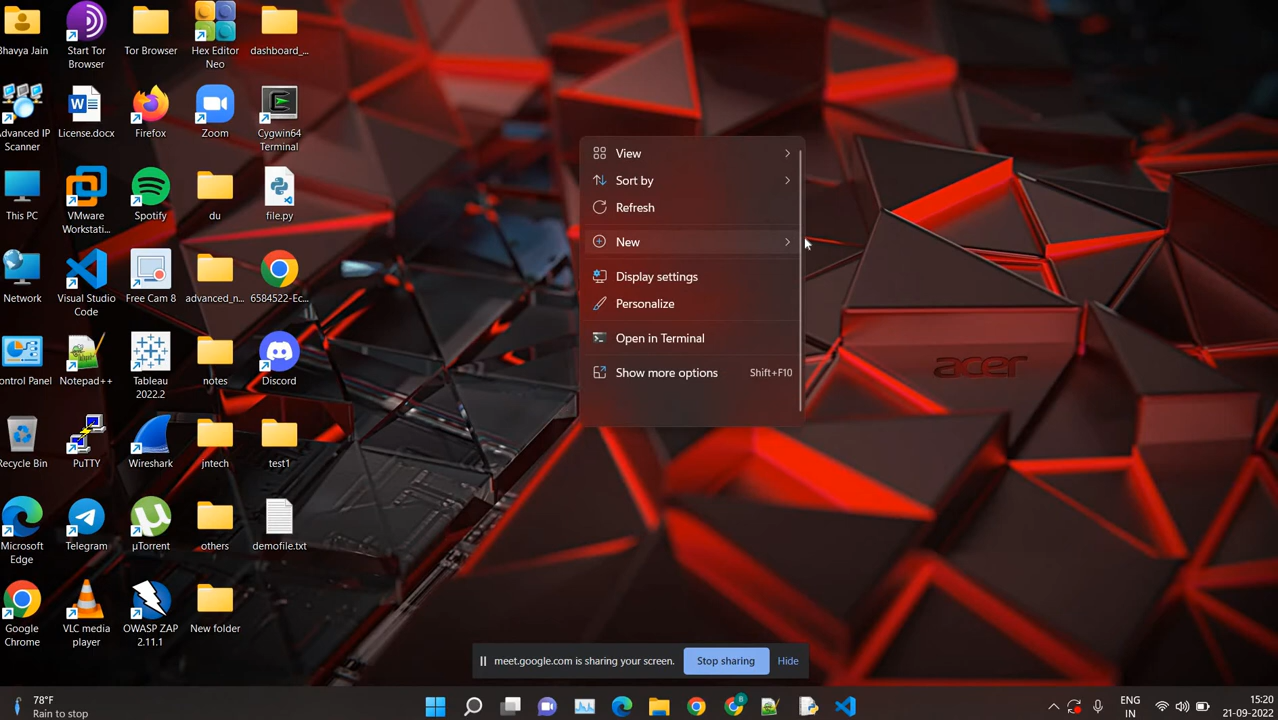 Bhavya Jain
Start Tor
Browser
Tor Browser
Hex Editor
Neo
dashboard_...
Advanced IP
Scanner
License.docx
Firefox
Zoom
Cygwin64
Terminal
This PC
VMware
Workstati...
Spotify
du
file.py
Network
Visual Studio
Code
Free Cam 8
advanced_n...
6584522-Ec...
ontrol Panel
Notepad++
Tableau
2022.2
notes
Discord
Recycle Bin
PuTTY
Wireshark
jntech
test1
Microsoft
Edge
Telegram
µTorrent
others
demofile.txt
Google
Chrome
VLC media
player
OWASP ZAP
2.11.1
New folder
View
Sort by
Refresh
New
Display settings
Personalize
Open in Terminal
Show more options Shift+F10
acer
meet.google.com is sharing your screen. Stop sharing Hide
78°F
Rain to stop
ENG
IN
15:20
21-09-2022